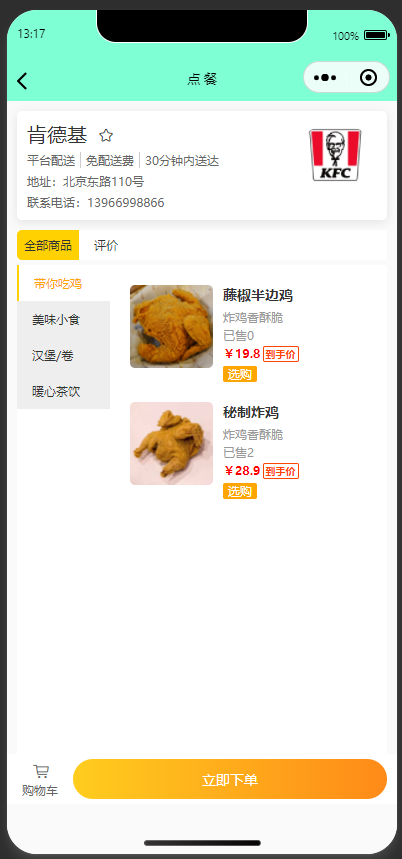 13:17
100%
点餐
肯德基
平台配送 免配送费 30分钟内送达
地址：北京东路110号
联系电话：13966998866
KFC
全部商品 评价
带你吃鸡
美味小食
汉堡/卷
暖心茶饮
藤椒半边鸡
炸鸡香酥脆
已售0
￥19.8 到手价
选购
秘制炸鸡
炸鸡香酥脆
已售2
￥28.9 到手价
选购
购物车
立即下单